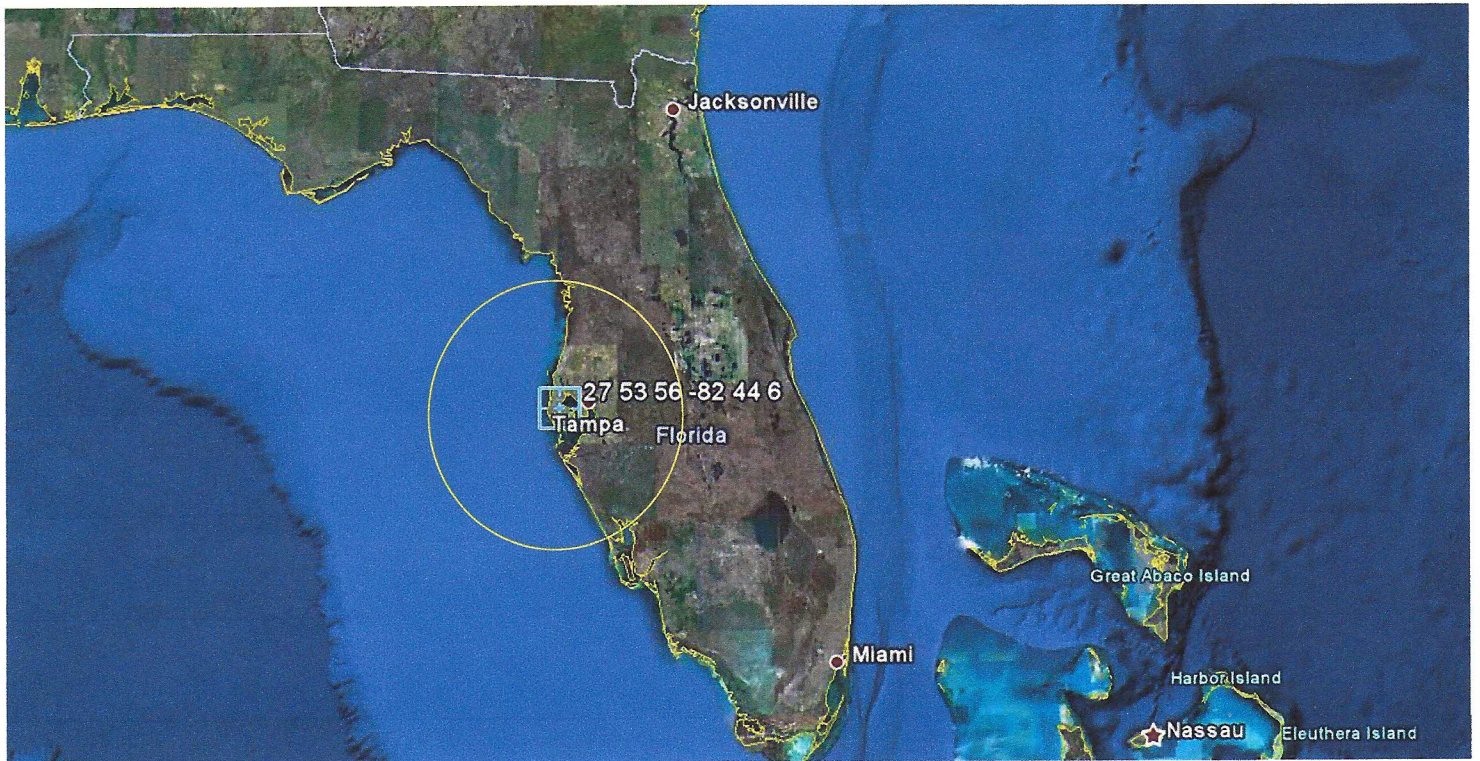 Jacksonville
27 53 56 -82 44 6
Tampa
Florida
Great Abaco Island
Miami
Harbor Island
Nassau
Eleuthera Island